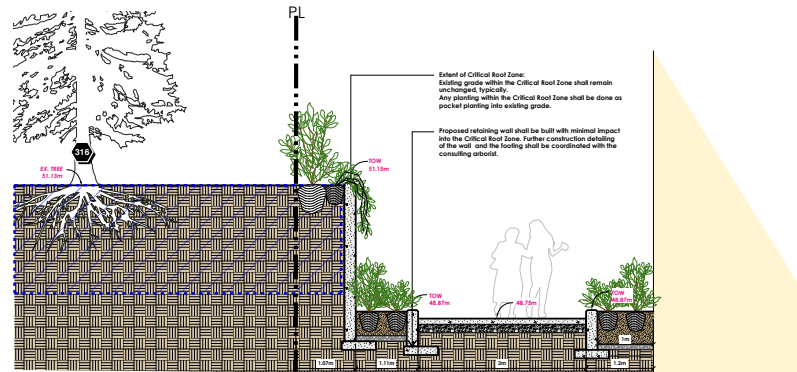 PL
Extent of Critical Root Zone:
Existing grade within the Critical Root Zone shall remain
unchanged, typically.
Any planting within the Critical Root Zone shall be done as
pocket planting into existing grade.
Proposed retaining wall shall be built with minimal impact
into the Critical Root Zone. Further construction detailing
of the wall and the footing shall be coordinated with the
consulting arborist.
316
EX. TREE
51.13m
TOW
51.15m
TOW
48.87m
48.75m
TOW
48.87m
1m
1.07m
1.11m
3m
1.2m